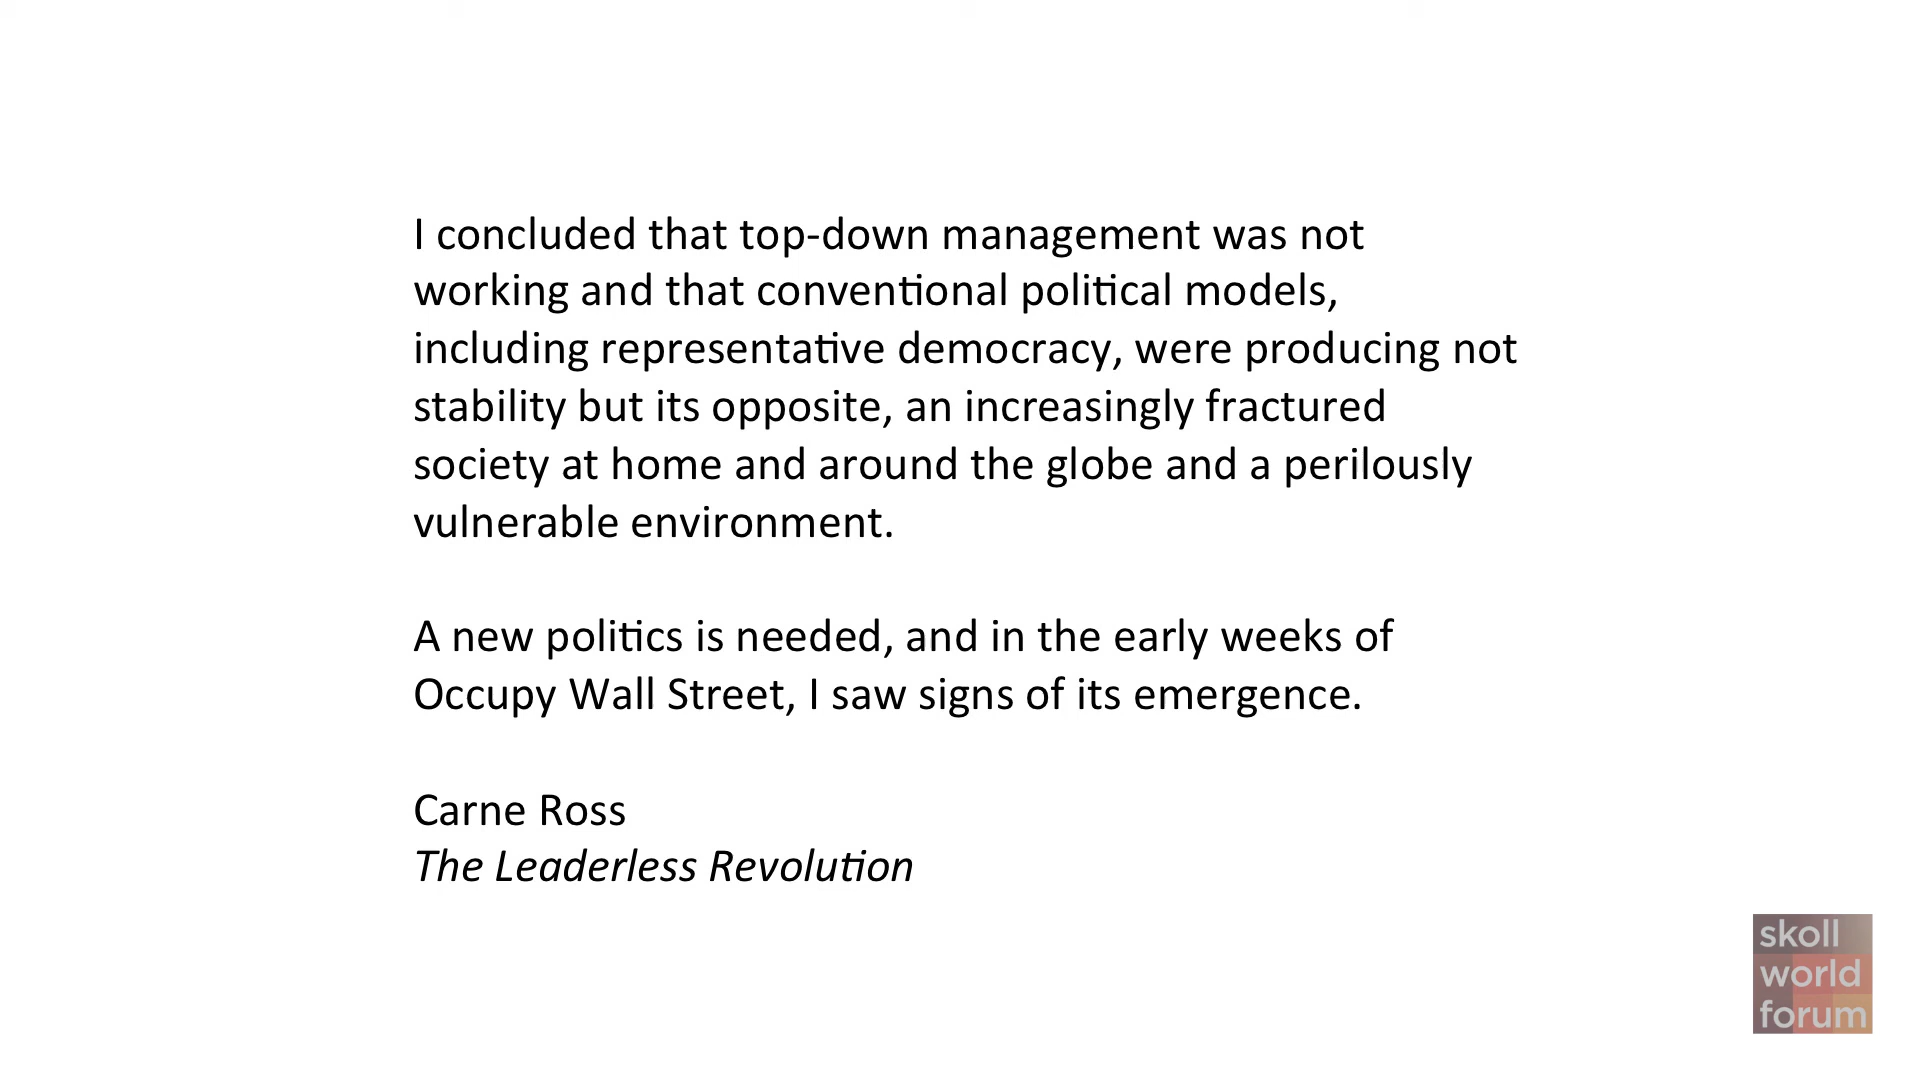 I concluded that top-down management was not
working and that conventional political models,
including representative democracy, were producing not
stability but its opposite, an increasingly fractured
society at home and around the globe and a perilously
vulnerable environment.
A new politics is needed, and in the early weeks of
Occupy Wall Street, I saw signs of its emergence.
Carne Ross
The Leaderless Revolution
skoll
world
forum